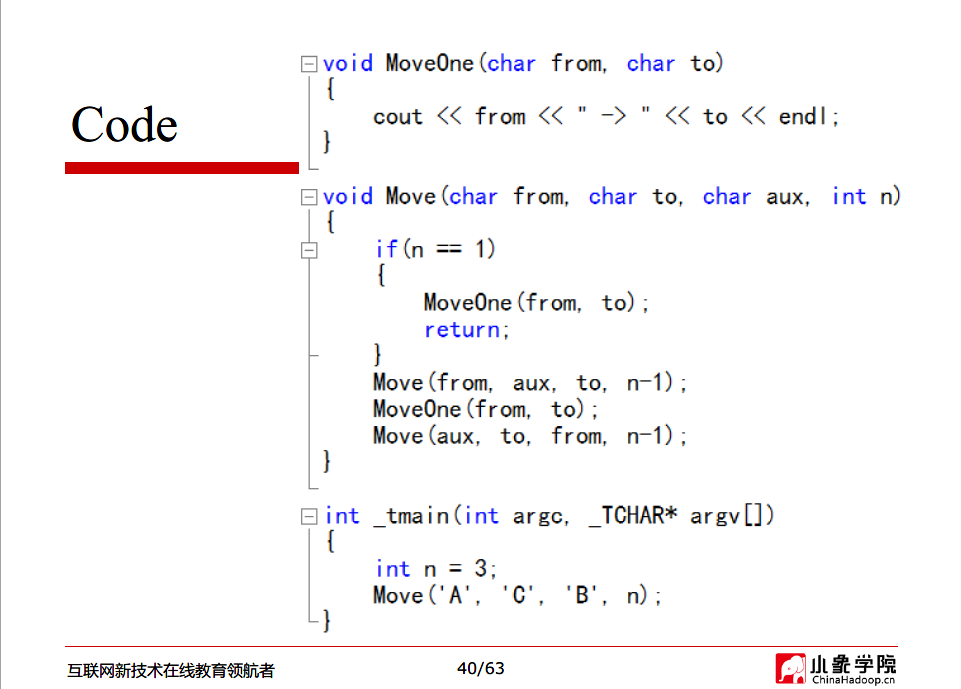 Code
void MoveOne(char from, char to)
{
    cout << from << " -> " << to << endl;
}
void Move(char from, char to, char aux, int n)
{
    if(n == 1)
    {
        MoveOne(from, to);
        return;
    }
    Move(from, aux, to, n-1);
    MoveOne(from, to);
    Move(aux, to, from, n-1);
}
int _tmain(int argc, _TCHAR* argv[])
{
    int n = 3;
    Move('A', 'C', 'B', n);
}
互联网新技术在线教育领航者
40/63
小象学院
ChinaHadoop.cn